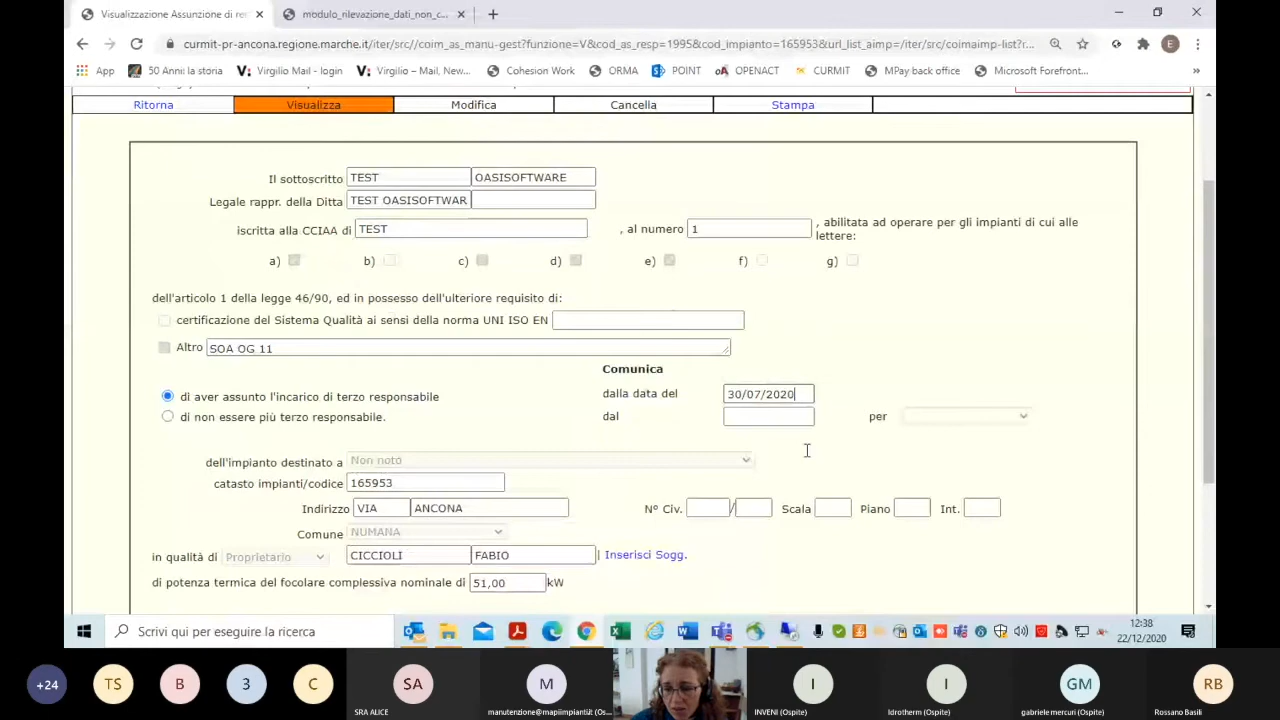 Visualizzazione Assunzione di re
modulo_rilevazione_dati_non_c...
curmit-pr-ancona.regione.marche.it/iter/src//coim_as_manu-gest?funzione=V&cod_as_resp=1995&cod_impianto=165953&url_list_aimp=/iter/src/coimaimp-list?r...
E
App
50 Annii la storia
Virgilio Mail - login
Virgilio – Mail, New...
Cohesion Work
ORMA
POINT
OPENACT
CURMIT
MPay back office
Microsoft Forefront...
»
Ritorna
Visualizza
Modifica
Cancella
Stampa
Il sottoscritto TEST OASISOFTWARE
Legale rappr. della Ditta TEST OASISOFTWAR
iscritta alla CCIAA di TEST , al numero 1 , abilitata ad operare per gli impianti di cui alle
lettere:
a) b) c) d) e) f) g)
dell'articolo 1 della legge 46/90, ed in possesso dell'ulteriore requisito di:
certificazione del Sistema Qualità ai sensi della norma UNI ISO EN
Altro SOA OG 11
Comunica
di aver assunto l'incarico di terzo responsabile dalla data del 30/07/2020
di non essere più terzo responsabile. dal per
dell'impianto destinato a Non noto
catasto impianti/codice 165953
Indirizzo VIA ANCONA N° Civ. / Scala Piano Int.
Comune NUMANA
in qualità di Proprietario CICCIOLI FABIO | Inserisci Sogg.
di potenza termica del focolare complessiva nominale di 51,00 kW
Scrivi qui per eseguire la ricerca
12:38
22/12/2020
+24
TS
B
3
C
SA
M
I
I
GM
RB
SRA ALICE
manutenzione@mapiimpianti.it (Os...
INVENI (Ospite)
Idrotherm (Ospite)
gabriele mercuri (Ospite)
Rossano Basili